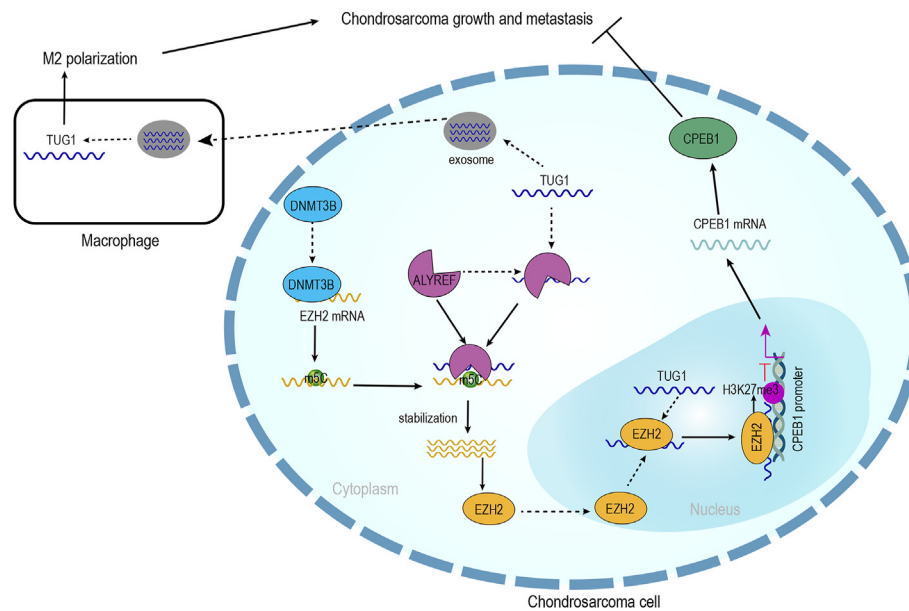 Chondrosarcoma growth and metastasis
M2 polarization
TUG1
Macrophage
exosome
TUG1
CPEB1
CPEB1 mRNA
DNMT3B
DNMT3B
EZH2 mRNA
m5C
ALYREF
m5C
stabilization
EZH2
Cytoplasm
TUG1
EZH2
EZH2
H3K27me3
EZH2
CPEB1 promoter
Nucleus
Chondrosarcoma cell